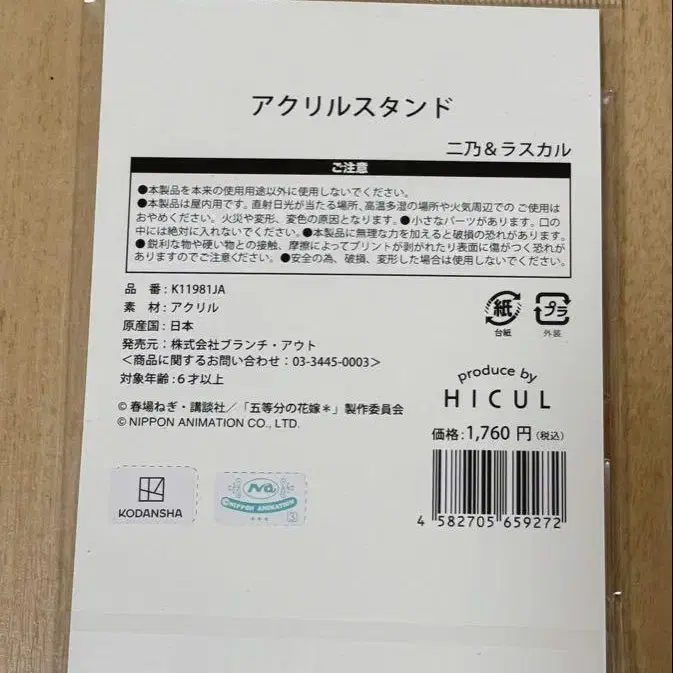 アクリルスタンド
二乃＆ラスカル
ご注意
●本製品を本来の使用用途以外に使用しないでください。
●本製品は屋内用です。直射日光が当たる場所、高温多湿の場所や火気周辺での ご使用は
おやめください。火災や変形、変色の原因となります。●小さなパーツがあります。口の
中には絶対に入れないでください。●本製品に無理な力を加えると破損の恐れがあります。
●鋭利な物や硬い物との接触、摩擦によってプリントが剥がれたり表面に傷がつく恐れが
ありますのでご注意ください。●安全の為、破損、変形した場合は使用しないでください。
品　番：K11981JA
素　材：アクリル
原産国：日本
発売元：株式会社ブランチ・アウト
＜商品に関するお問い合わせ：03-3445-0003＞
対象年齢：6才以上
© 春場ねぎ・講談社／「五等分の花嫁＊」製作委員会
© NIPPON ANIMATION CO., LTD.
紙
台紙
プラ
外装
produce by
HICUL
価格：1,760 円（税込）
4 582705 659272
KODANSHA
©NIPPON ANIMATION